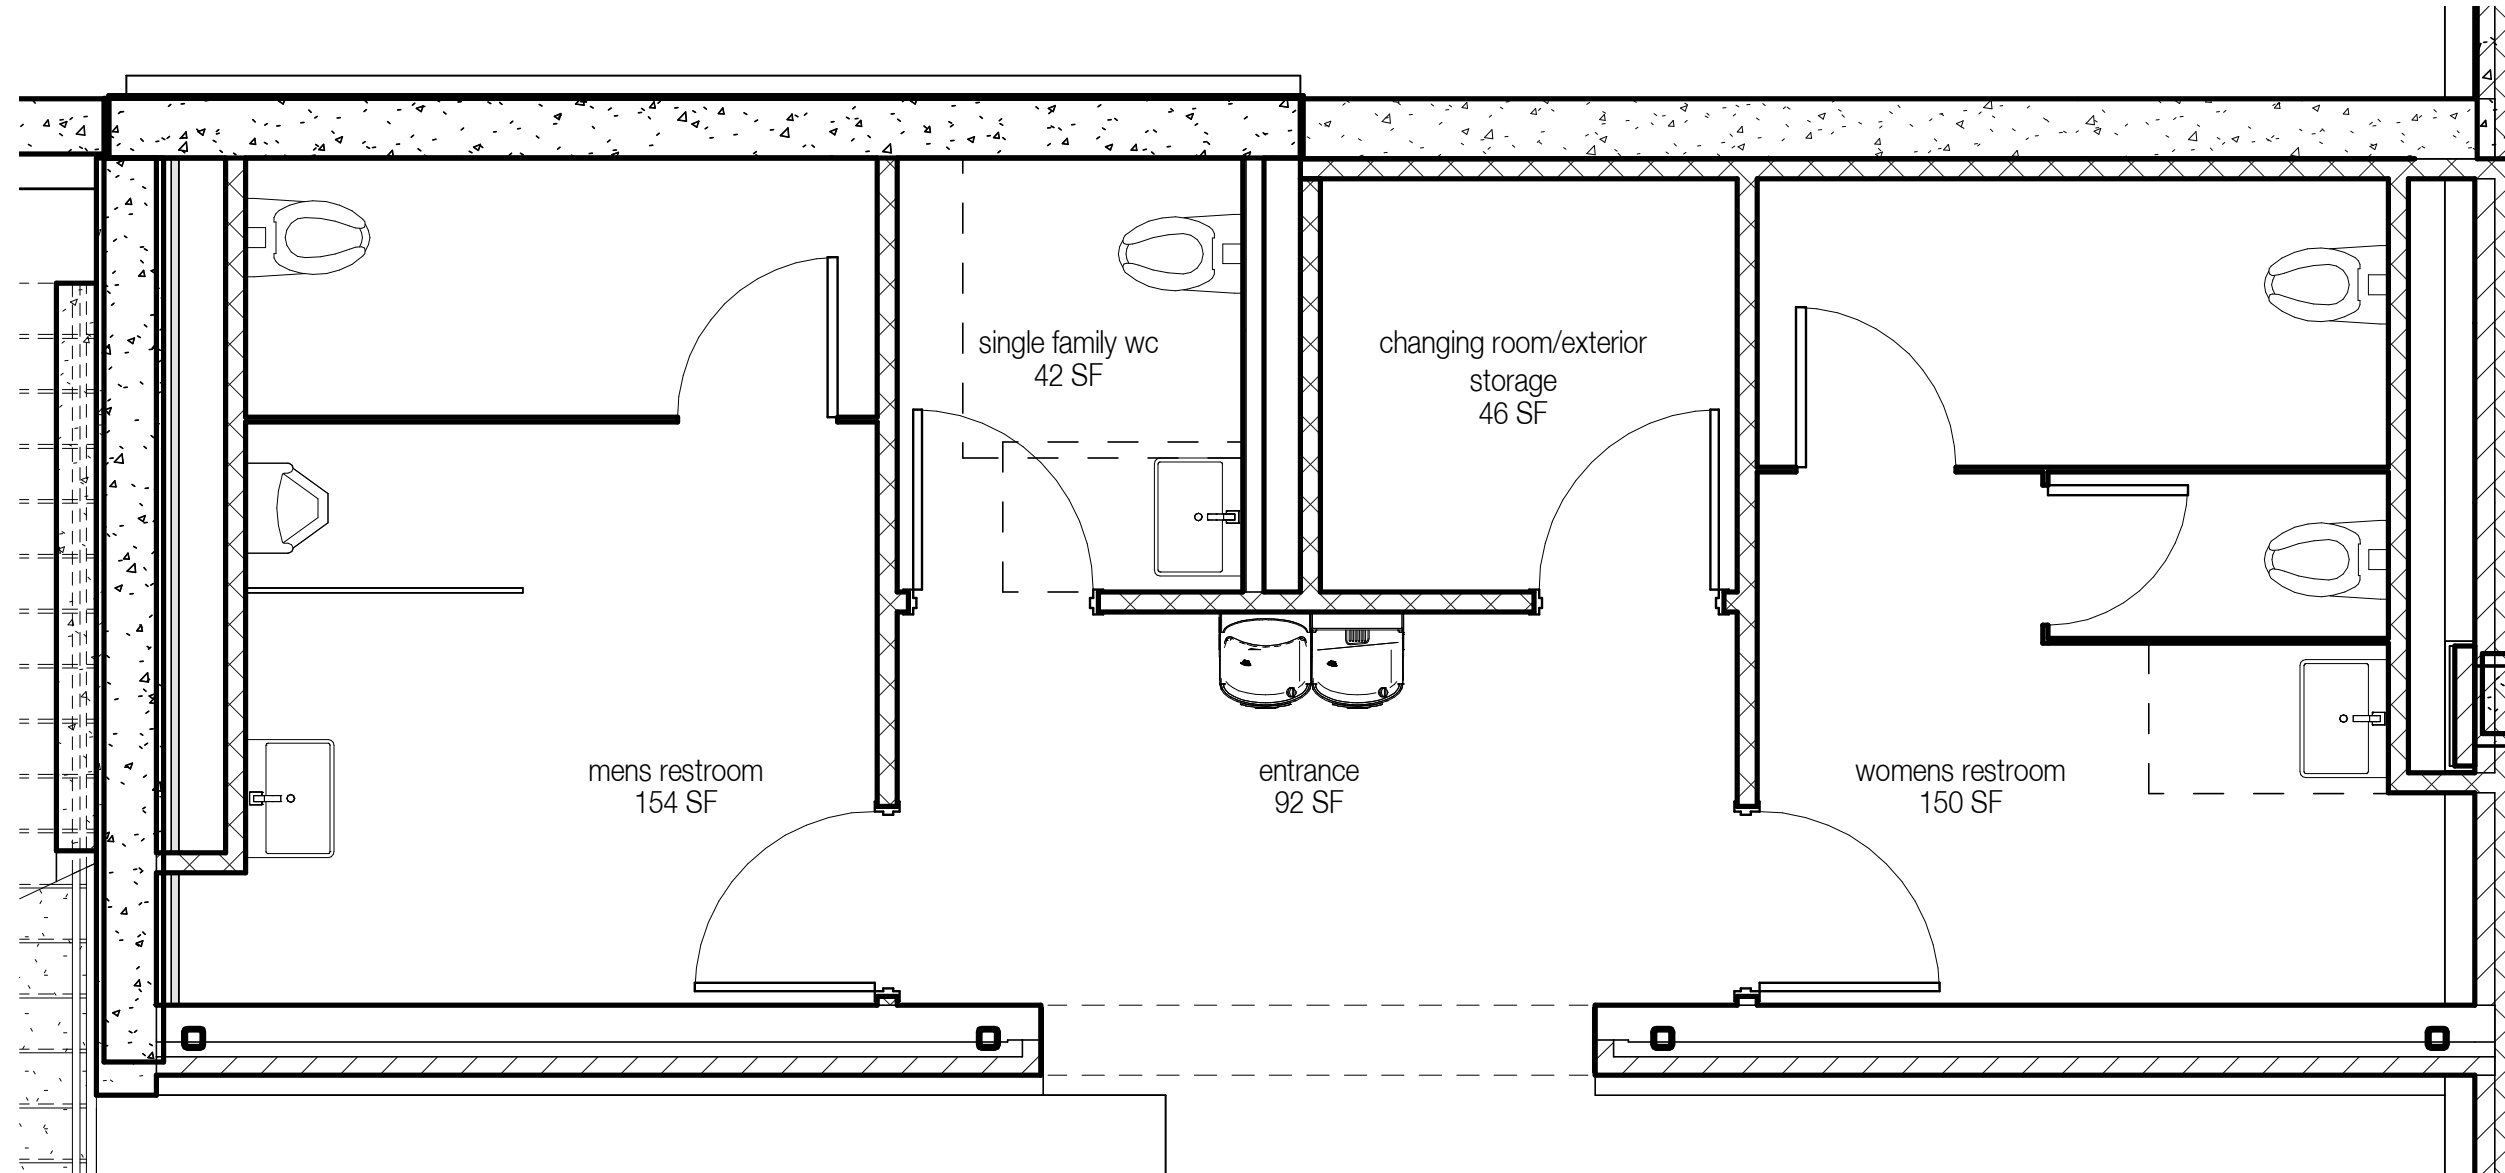 single family wc
42 SF
changing room/exterior
storage
46 SF
mens restroom
154 SF
entrance
92 SF
womens restroom
150 SF